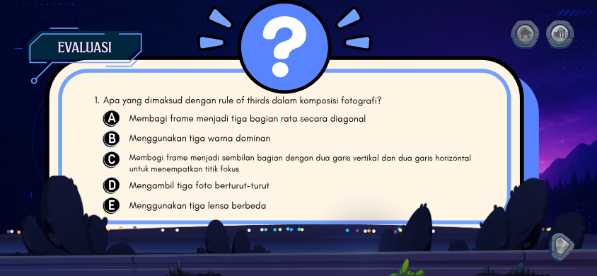 EVALUASI
?
1. Apa yang dimaksud dengan rule of thirds dalam komposisi fotografi?
A Membagi frame menjadi tiga bagian rata secara diagonal
B Menggunakan tiga warna dominan
C Membagi frame menjadi sembilan bagian dengan dua garis vertikal dan dua garis horizontal
untuk menempatkan titik fokus
D Mengambil tiga foto berturut-turut
E Menggunakan tiga lensa berbeda